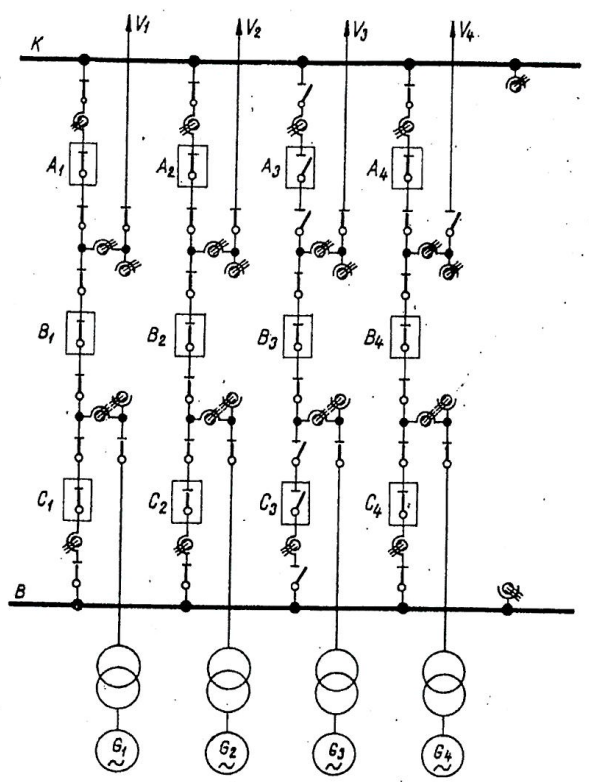 V1 V2 V3 V4
K
A1 A2 A3 A4
B1 B2 B3 B4
C1 C2 C3 C4
B
G1 G2 G3 G4
~ ~ ~ ~